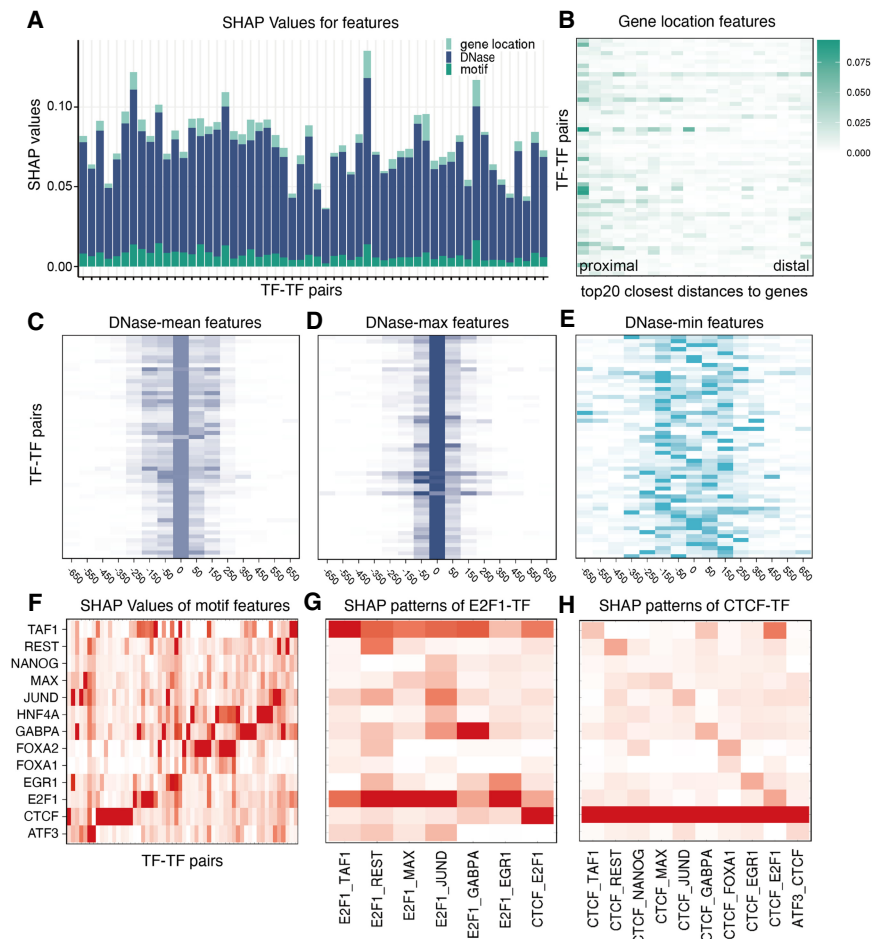 A
SHAP Values for features
gene location
DNase
motif
SHAP values
0.10
0.05
0.00
TF-TF pairs
B
Gene location features
TF-TF pairs
proximal
distal
top20 closest distances to genes
0.075
0.050
0.025
0.000
C
DNase-mean features
TF-TF pairs
-650
-550
-450
-350
-250
-150
-50
0
50
150
250
350
450
550
650
D
DNase-max features
-650
-550
-450
-350
-250
-150
-50
0
50
150
250
350
450
550
650
E
DNase-min features
-650
-550
-450
-350
-250
-150
-50
0
50
150
250
350
450
550
650
F
SHAP Values of motif features
TAF1
REST
NANOG
MAX
JUND
HNF4A
GABPA
FOXA2
FOXA1
EGR1
E2F1
CTCF
ATF3
TF-TF pairs
G
SHAP patterns of E2F1-TF
E2F1_TAF1
E2F1_REST
E2F1_MAX
E2F1_JUND
E2F1_GABPA
E2F1_EGR1
CTCF_E2F1
H
SHAP patterns of CTCF-TF
CTCF_TAF1
CTCF_REST
CTCF_NANOG
CTCF_MAX
CTCF_JUND
CTCF_GABPA
CTCF_FOXA1
CTCF_EGR1
CTCF_E2F1
ATF3_CTCF